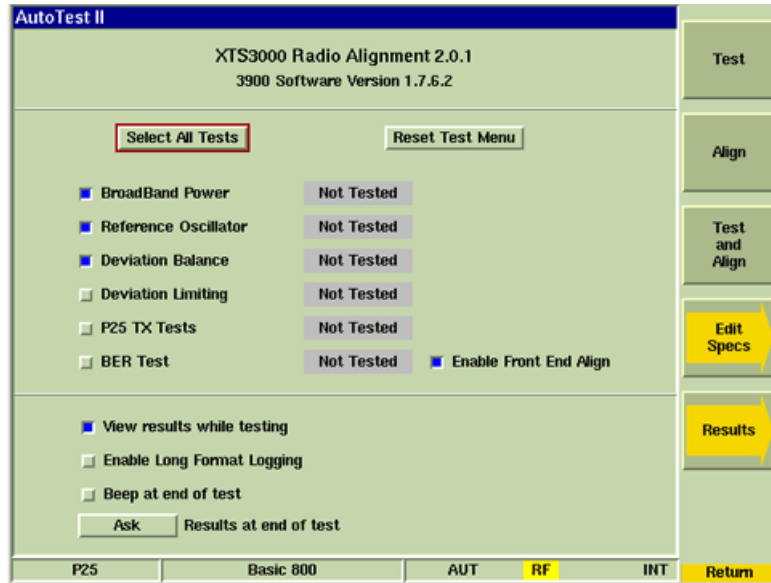 AutoTest II
XTS3000 Radio Alignment 2.0.1
3900 Software Version 1.7.6.2
Select All Tests
Reset Test Menu
BroadBand Power Not Tested
Reference Oscillator Not Tested
Deviation Balance Not Tested
Deviation Limiting Not Tested
P25 TX Tests Not Tested
BER Test Not Tested Enable Front End Align
View results while testing
Enable Long Format Logging
Beep at end of test
Ask Results at end of test
P25 Basic 800 AUT RF INT
Test
Align
Test
and
Align
Edit
Specs
Results
Return